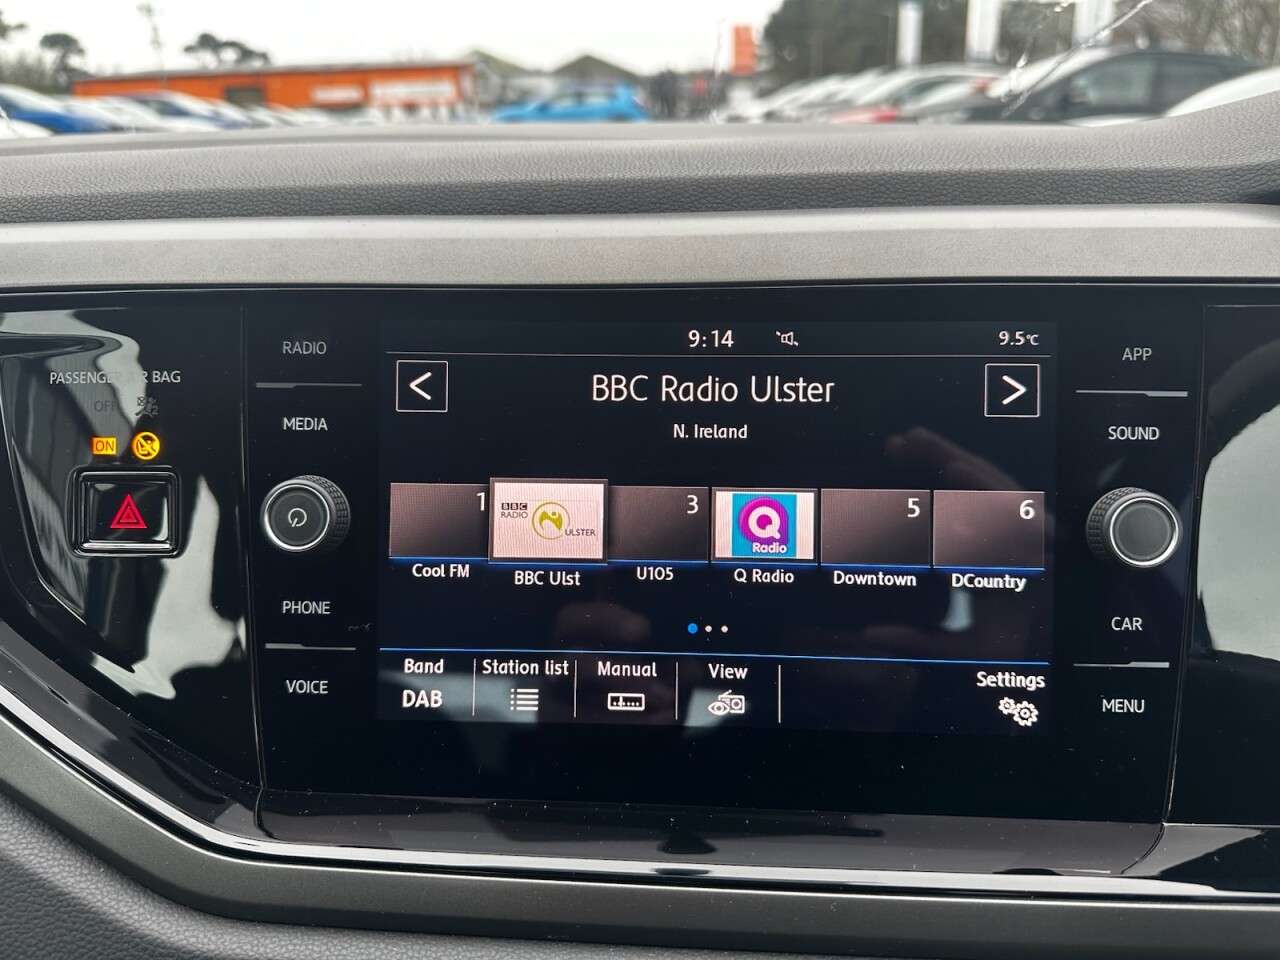 PASSENGER AIR BAG
OFF
ON
RADIO
MEDIA
PHONE
VOICE
9:14
9.5°C
<
BBC Radio Ulster
>
N. Ireland
1
3
5
6
BBC
RADIO
ULSTER
Q
Radio
Cool FM
BBC Ulst
U105
Q Radio
Downtown
DCountry
Band
DAB
Station list
Manual
View
Settings
APP
SOUND
CAR
MENU